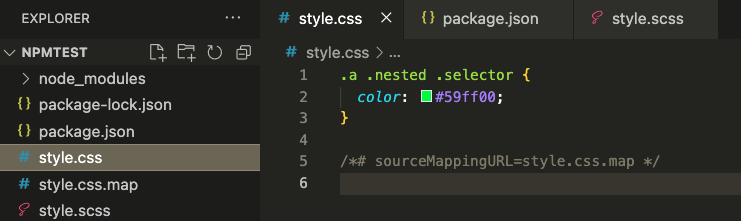 EXPLORER
NPMTEST
node_modules
{} package-lock.json
{} package.json
# style.css
# style.css.map
style.scss
# style.css
{} package.json
style.scss
# style.css > ...
1 .a .nested .selector {
2 color: #59ff00;
3 }
4
5 /*# sourceMappingURL=style.css.map */
6